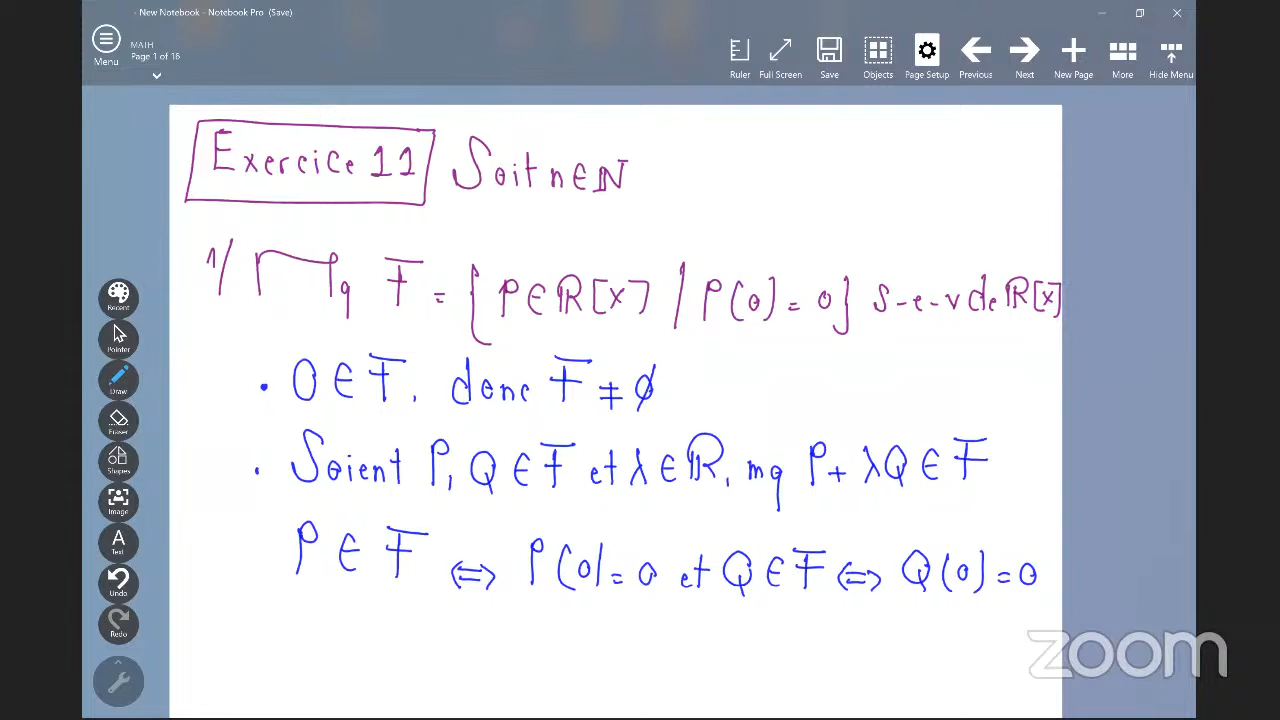 - New Notebook - Notebook Pro (Save)
Menu
MATH
Page 1 of 16
Ruler
Full Screen
Save
Objects
Page Setup
Previous
Next
New Page
More
Hide Menu
Exercice 11 Soit n ∈ ℕ
1/ Mq F = { P ∈ ℝ[X] / P(0) = 0 } s-e-v de ℝ[X]
• 0 ∈ F, donc F ≠ ∅
• Soient P, Q ∈ F et λ ∈ ℝ, mq P + λQ ∈ F
P ∈ F ⇔ P(0) = 0 et Q ∈ F ⇔ Q(0) = 0
Recent
Pointer
Draw
Eraser
Shapes
Image
A
Text
Undo
Redo
zoom